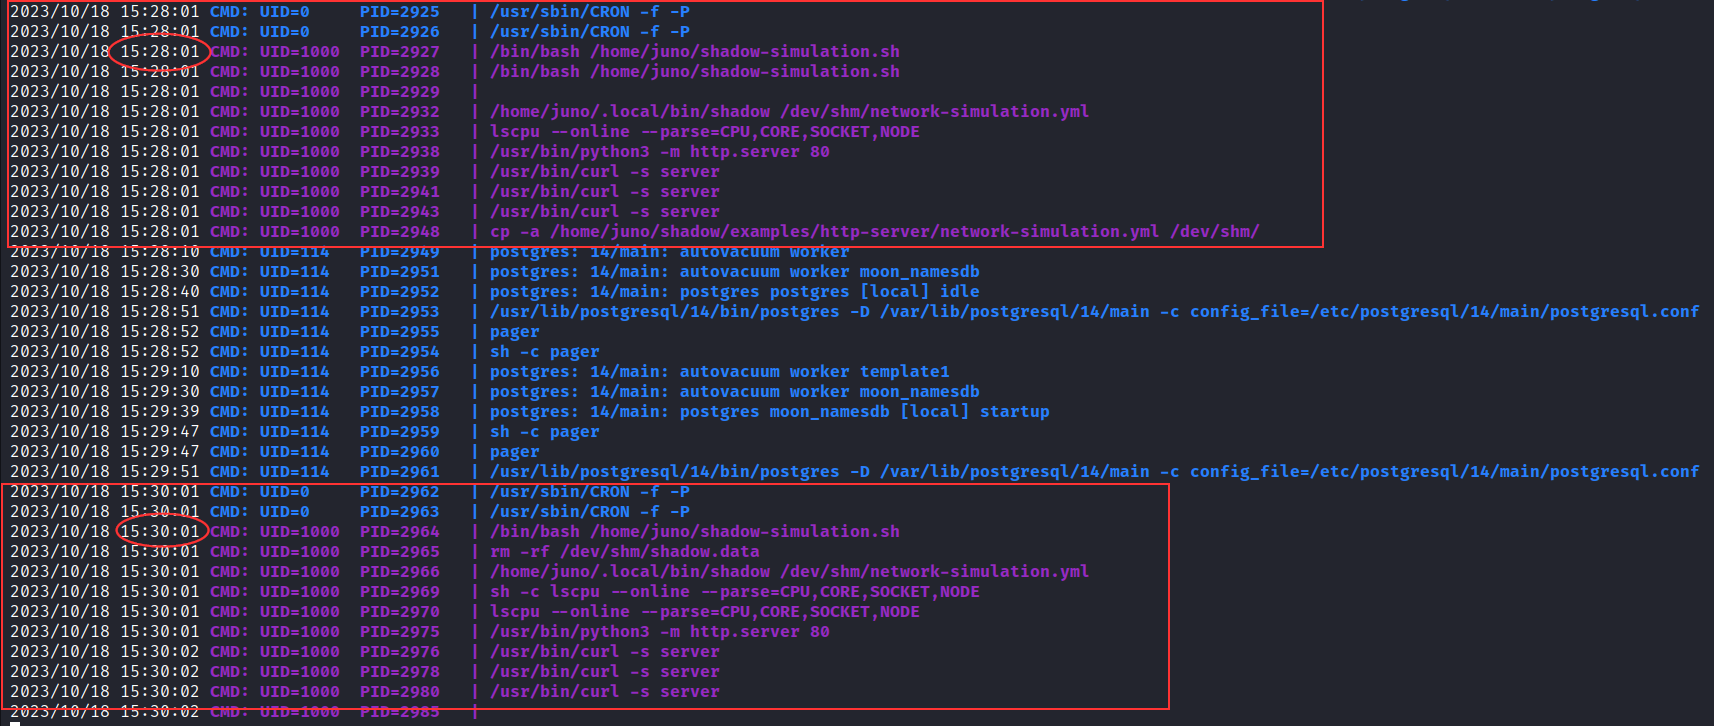 2023/10/18 15:28:01 CMD: UID=0     PID=2925   | /usr/sbin/CRON -f -P
2023/10/18 15:28:01 CMD: UID=0     PID=2926   | /usr/sbin/CRON -f -P
2023/10/18 15:28:01 CMD: UID=1000  PID=2927   | /bin/bash /home/juno/shadow-simulation.sh
2023/10/18 15:28:01 CMD: UID=1000  PID=2928   | /bin/bash /home/juno/shadow-simulation.sh
2023/10/18 15:28:01 CMD: UID=1000  PID=2929   |
2023/10/18 15:28:01 CMD: UID=1000  PID=2932   | /home/juno/.local/bin/shadow /dev/shm/network-simulation.yml
2023/10/18 15:28:01 CMD: UID=1000  PID=2933   | lscpu --online --parse=CPU,CORE,SOCKET,NODE
2023/10/18 15:28:01 CMD: UID=1000  PID=2938   | /usr/bin/python3 -m http.server 80
2023/10/18 15:28:01 CMD: UID=1000  PID=2939   | /usr/bin/curl -s server
2023/10/18 15:28:01 CMD: UID=1000  PID=2941   | /usr/bin/curl -s server
2023/10/18 15:28:01 CMD: UID=1000  PID=2943   | /usr/bin/curl -s server
2023/10/18 15:28:01 CMD: UID=1000  PID=2948   | cp -a /home/juno/shadow/examples/http-server/network-simulation.yml /dev/shm/
2023/10/18 15:28:10 CMD: UID=114   PID=2949   | postgres: 14/main: autovacuum worker
2023/10/18 15:28:30 CMD: UID=114   PID=2951   | postgres: 14/main: autovacuum worker moon_namesdb
2023/10/18 15:28:40 CMD: UID=114   PID=2952   | postgres: 14/main: postgres postgres [local] idle
2023/10/18 15:28:51 CMD: UID=114   PID=2953   | /usr/lib/postgresql/14/bin/postgres -D /var/lib/postgresql/14/main -c config_file=/etc/postgresql/14/main/postgresql.conf
2023/10/18 15:28:52 CMD: UID=114   PID=2955   | pager
2023/10/18 15:28:52 CMD: UID=114   PID=2954   | sh -c pager
2023/10/18 15:29:10 CMD: UID=114   PID=2956   | postgres: 14/main: autovacuum worker template1
2023/10/18 15:29:30 CMD: UID=114   PID=2957   | postgres: 14/main: autovacuum worker moon_namesdb
2023/10/18 15:29:39 CMD: UID=114   PID=2958   | postgres: 14/main: postgres moon_namesdb [local] startup
2023/10/18 15:29:47 CMD: UID=114   PID=2959   | sh -c pager
2023/10/18 15:29:47 CMD: UID=114   PID=2960   | pager
2023/10/18 15:29:51 CMD: UID=114   PID=2961   | /usr/lib/postgresql/14/bin/postgres -D /var/lib/postgresql/14/main -c config_file=/etc/postgresql/14/main/postgresql.conf
2023/10/18 15:30:01 CMD: UID=0     PID=2962   | /usr/sbin/CRON -f -P
2023/10/18 15:30:01 CMD: UID=0     PID=2963   | /usr/sbin/CRON -f -P
2023/10/18 15:30:01 CMD: UID=1000  PID=2964   | /bin/bash /home/juno/shadow-simulation.sh
2023/10/18 15:30:01 CMD: UID=1000  PID=2965   | rm -rf /dev/shm/shadow.data
2023/10/18 15:30:01 CMD: UID=1000  PID=2966   | /home/juno/.local/bin/shadow /dev/shm/network-simulation.yml
2023/10/18 15:30:01 CMD: UID=1000  PID=2969   | sh -c lscpu --online --parse=CPU,CORE,SOCKET,NODE
2023/10/18 15:30:01 CMD: UID=1000  PID=2970   | lscpu --online --parse=CPU,CORE,SOCKET,NODE
2023/10/18 15:30:01 CMD: UID=1000  PID=2975   | /usr/bin/python3 -m http.server 80
2023/10/18 15:30:02 CMD: UID=1000  PID=2976   | /usr/bin/curl -s server
2023/10/18 15:30:02 CMD: UID=1000  PID=2978   | /usr/bin/curl -s server
2023/10/18 15:30:02 CMD: UID=1000  PID=2980   | /usr/bin/curl -s server
2023/10/18 15:30:02 CMD: UID=1000  PID=2985   |